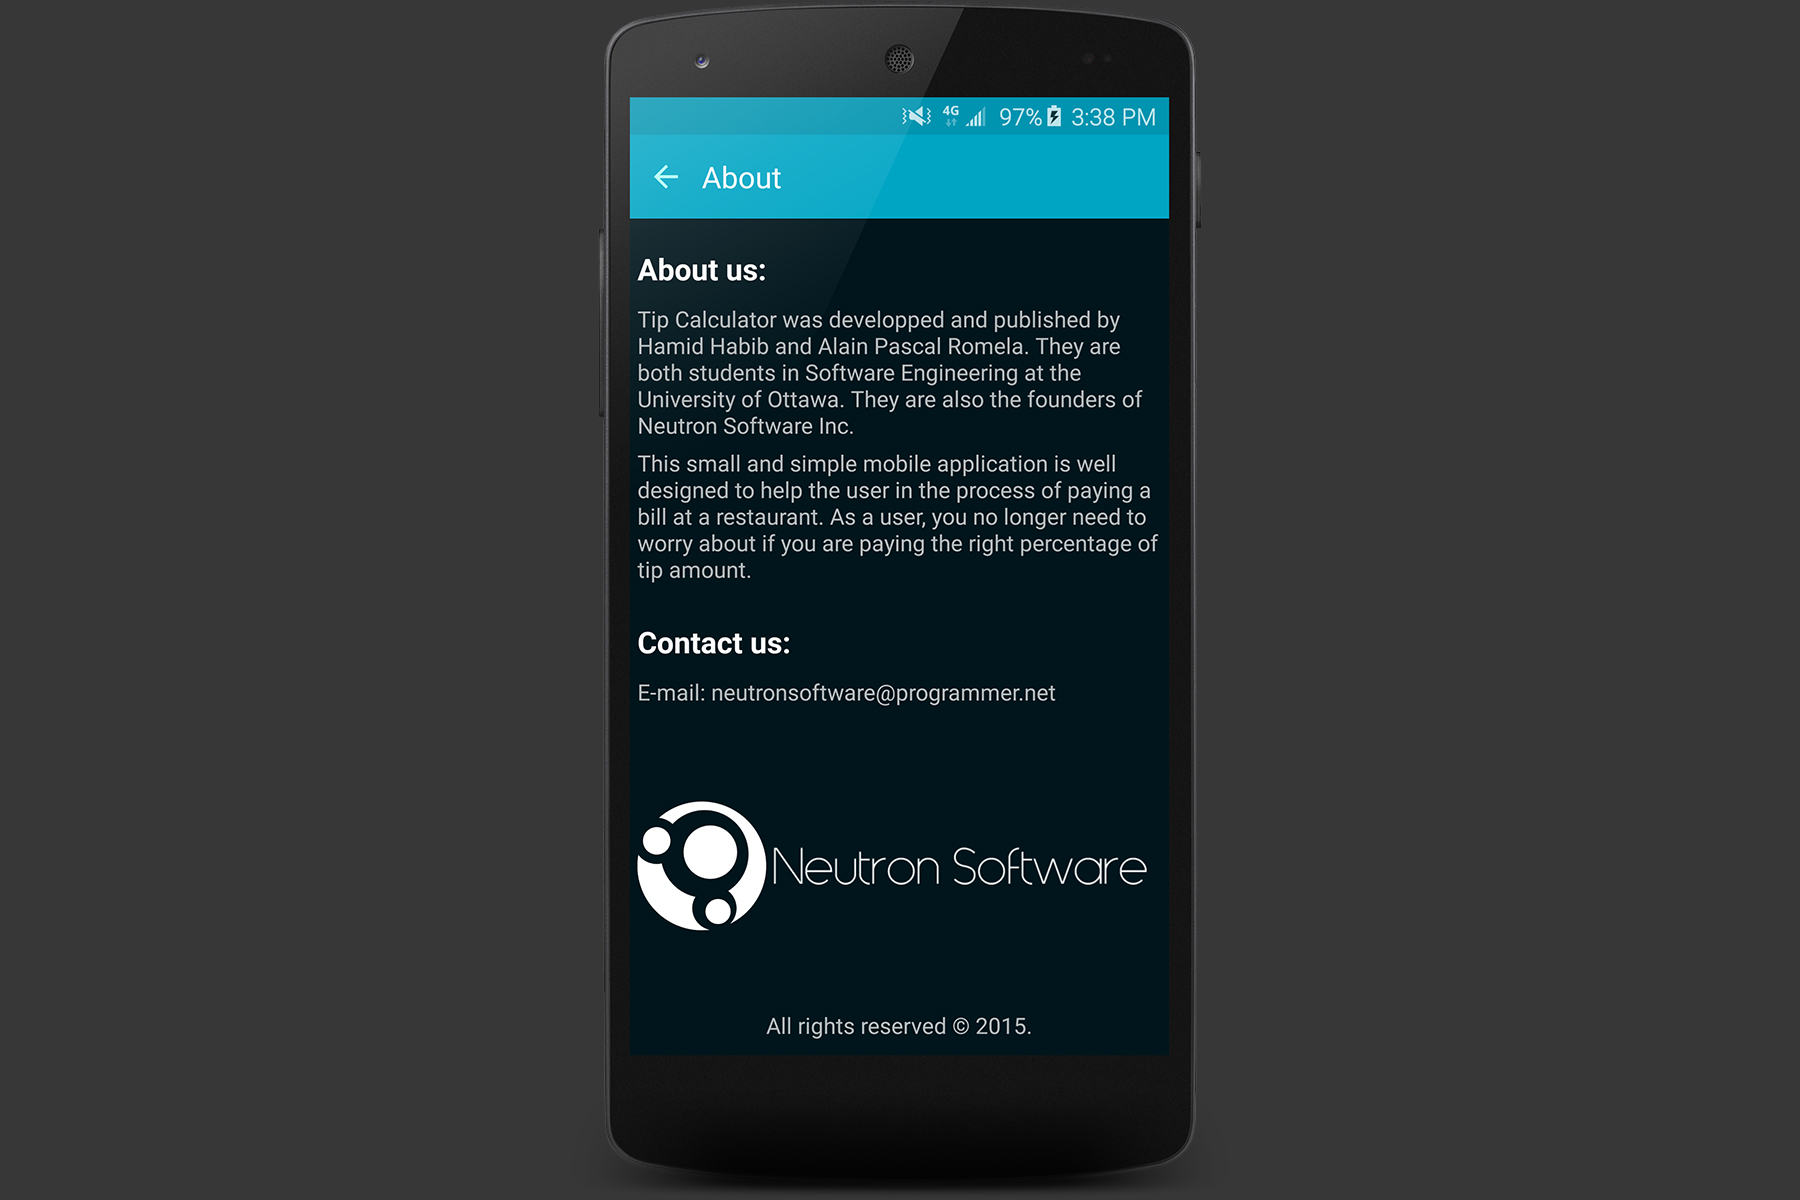 4G 97% 3:38 PM
About
About us:
Tip Calculator was developped and published by
Hamid Habib and Alain Pascal Romela. They are
both students in Software Engineering at the
University of Ottawa. They are also the founders of
Neutron Software Inc.
This small and simple mobile application is well
designed to help the user in the process of paying a
bill at a restaurant. As a user, you no longer need to
worry about if you are paying the right percentage of
tip amount.
Contact us:
E-mail: neutronsoftware@programmer.net
Neutron Software
All rights reserved © 2015.